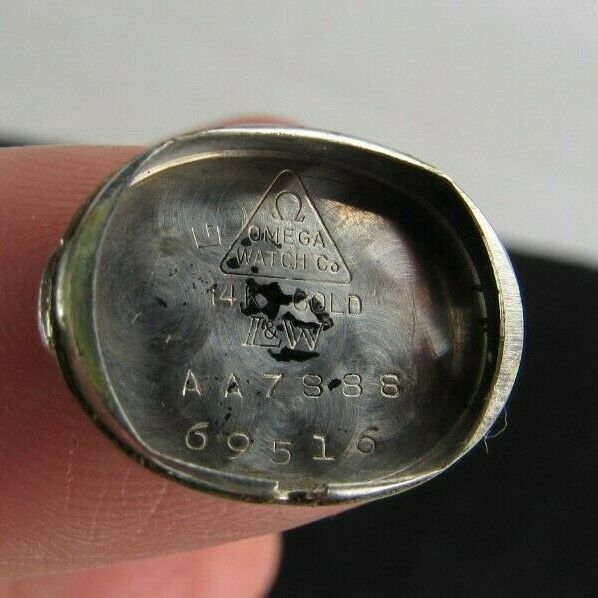 Ω
OMEGA
WATCH Co
14K GOLD
L&W
AA7888
69516